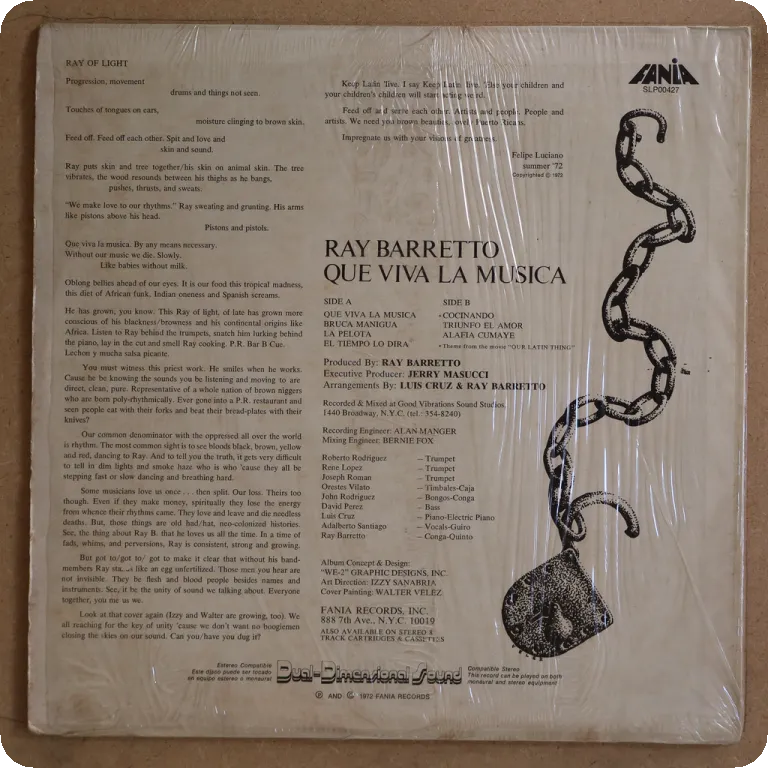 RAY OF LIGHT
Progression, movement
drums and things not seen.
Touches of tongues on ears,
moisture clinging to brown skin.
Feed off. Feed off each other. Spit and love and
skin and sound.
Ray puts skin and tree together/his skin on animal skin. The tree
vibrates, the wood resounds between his thighs as he bangs,
pushes, thrusts, and sweats.
"We make love to our rhythms." Ray sweating and grunting. His arms
like pistons above his head.
Pistons and pistols.
Que viva la musica. By any means necessary.
Without our music we die. Slowly.
Like babies without milk.
Oblong bellies ahead of our eyes. It is our food this tropical madness,
this diet of African funk, Indian oneness and Spanish screams.
He has grown, you know. This Ray of light, of late has grown more
conscious of his blackness/brownness and his continental origins like
Africa. Listen to Ray behind the trumpets, snatch him lurking behind
the piano, lay in the cut and smell Ray cooking. P.R. Bar B Cue.
Lechon y mucha salsa picante.
You must witness this priest work. He smiles when he works.
Cause he be knowing the sounds you be listening and moving to are
direct, clean, pure. Representative of a whole nation of brown niggers
who are born poly-rhythmically. Ever gone into a P.R. restaurant and
seen people eat with their forks and beat their bread-plates with their
knives?
Our common denominator with the oppressed all over the world
is rhythm. The most common sight is to see bloods black, brown, yellow
and red, dancing to Ray. And to tell you the truth, it gets very difficult
to tell in dim lights and smoke haze who is who 'cause they all be
stepping fast or slow dancing and breathing hard.
Some musicians love us once . . . then split. Our loss. Theirs too
though. Even if they make money, spiritually they lose the energy
from whence their rhythms came. They love and leave and die needless
deaths. But, those things are old had/hat, neo-colonized histories.
See, the thing about Ray B. that he loves us all the time. In a time of
fads, whims, and perversions, Ray is consistent, strong and growing.
But got to/got to/ got to make it clear that without his band-
members Ray like an egg unfertilized. Those men you hear are
not invisible. They be flesh and blood people besides names and
instruments. See, it be the unity of sound we talking about. Everyone
together, you me us we.
Look at that cover again (Izzy and Walter are growing, too). We
all reaching for the key of unity 'cause we don't want no boogiemen
closing the skies on our sound. Can you/have you dug it?
Keep Latin 'live. I say Keep Latin 'live. 'Else your children and
your children's children will start acting weird.
Feed off and serve each other. Artists and people. People and
artists. We need you brown beauties, overt Puerto Ricans.
Impregnate us with your visions of greatness.
Felipe Luciano
summer '72
Copyrighted © 1972
FANIA
SLP00427
RAY BARRETTO
QUE VIVA LA MUSICA
SIDE A
QUE VIVA LA MUSICA
BRUCA MANIGUA
LA PELOTA
EL TIEMPO LO DIRA
SIDE B
*COCINANDO
TRIUNFO EL AMOR
ALAFIA CUMAYE
*Theme from the movie "OUR LATIN THING"
Produced By: RAY BARRETTO
Executive Producer: JERRY MASUCCI
Arrangements By: LUIS CRUZ & RAY BARRETTO
Recorded & Mixed at Good Vibrations Sound Studios
1440 Broadway, N.Y.C. (tel.: 354-8240)
Recording Engineer: ALAN MANGER
Mixing Engineer: BERNIE FOX
Roberto Rodriguez — Trumpet
Rene Lopez — Trumpet
Joseph Roman — Trumpet
Orestes Vilato — Timbales-Caja
John Rodriguez — Bongos-Conga
David Perez — Bass
Luis Cruz — Piano-Electric Piano
Adalberto Santiago — Vocals-Guiro
Ray Barretto — Conga-Quinto
Album Concept & Design:
"WE-2" GRAPHIC DESIGNS, INC.
Art Direction: IZZY SANABRIA
Cover Painting: WALTER VELEZ
FANIA RECORDS, INC.
888 7th Ave., N.Y.C. 10019
ALSO AVAILABLE ON STEREO 8
TRACK CARTRIDGES & CASSETTES
Estereo Compatible
Este disco puede ser tocado
en equipo estereo o monaural
Dual-Dimensional Sound
Compatible Stereo
This record can be played on both
monaural and stereo equipment
℗ AND © 1972 FANIA RECORDS